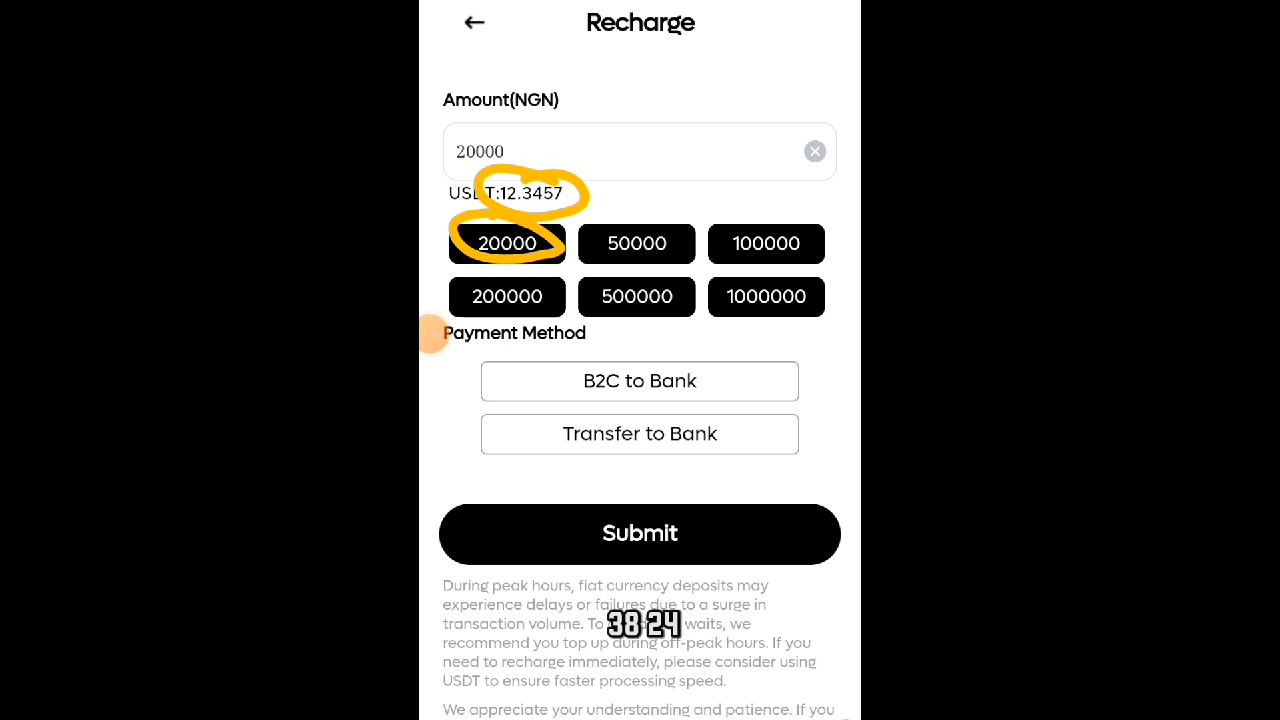 Recharge
Amount(NGN)
20000
USDT:12.3457
20000 50000 100000
200000 500000 1000000
Payment Method
B2C to Bank
Transfer to Bank
Submit
During peak hours, fiat currency deposits may
experience delays or failures due to a surge in
transaction volume. To waits, we
38 24
recommend you top up during off-peak hours. If you
need to recharge immediately, please consider using
USDT to ensure faster processing speed.
We appreciate your understanding and patience. If you